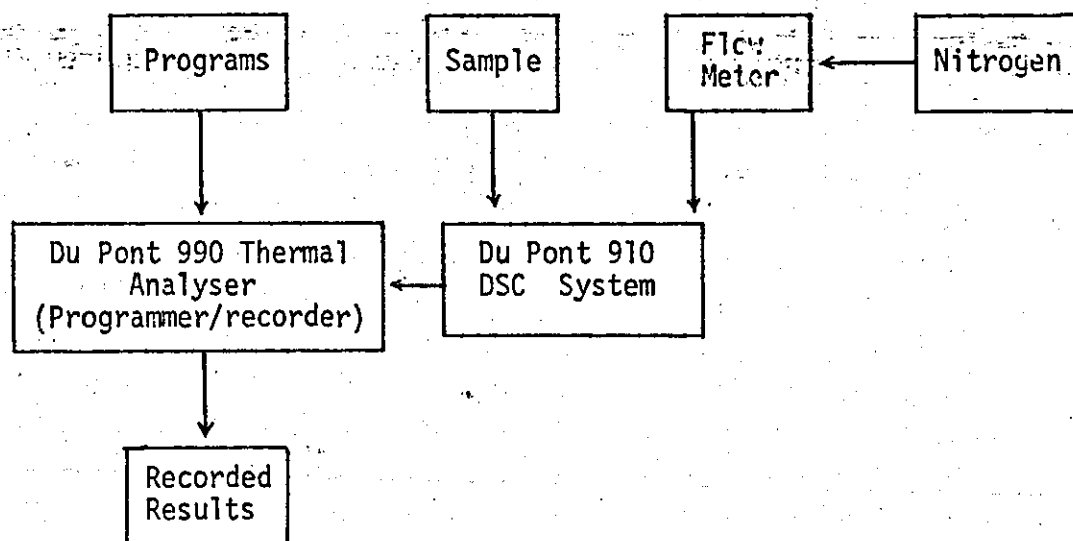 Programs
Sample
Flow
Meter
Nitrogen
Du Pont 990 Thermal
Analyser
(Programmer/recorder)
Du Pont 910
DSC System
Recorded
Results